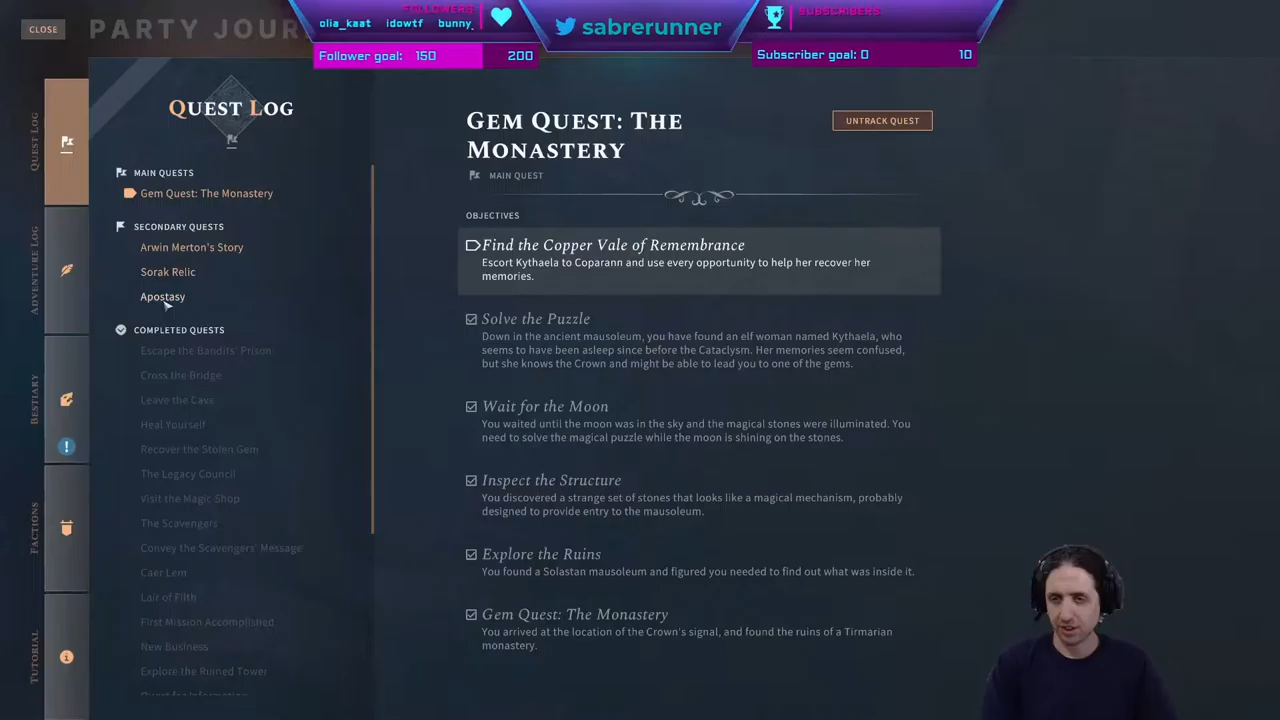 FOLLOWERS
olia_kaat idowtf bunny_
Follower goal: 150 200
sabrerunner
SUBSCRIBERS
Subscriber goal: 0 10
CLOSE
PARTY JOUR
QUEST LOG
ADVENTURE LOG
BESTIARY
FACTIONS
TUTORIAL
QUEST LOG
MAIN QUESTS
Gem Quest: The Monastery
SECONDARY QUESTS
Arwin Merton's Story
Sorak Relic
Apostasy
COMPLETED QUESTS
Escape the Bandits' Prison
Cross the Bridge
Leave the Cave
Heal Yourself
Recover the Stolen Gem
The Legacy Council
Visit the Magic Shop
The Scavengers
Convey the Scavengers' Message
Caer Lem
Lair of Filth
First Mission Accomplished
New Business
Explore the Ruined Tower
Quest for Information
GEM QUEST: THE
MONASTERY
MAIN QUEST
UNTRACK QUEST
OBJECTIVES
Find the Copper Vale of Remembrance
Escort Kythaela to Coparann and use every opportunity to help her recover her
memories.
Solve the Puzzle
Down in the ancient mausoleum, you have found an elf woman named Kythaela, who
seems to have been asleep since before the Cataclysm. Her memories seem confused,
but she knows the Crown and might be able to lead you to one of the gems.
Wait for the Moon
You waited until the moon was in the sky and the magical stones were illuminated. You
need to solve the magical puzzle while the moon is shining on the stones.
Inspect the Structure
You discovered a strange set of stones that looks like a magical mechanism, probably
designed to provide entry to the mausoleum.
Explore the Ruins
You found a Solastan mausoleum and figured you needed to find out what was inside it.
Gem Quest: The Monastery
You arrived at the location of the Crown's signal, and found the ruins of a Tirmarian
monastery.